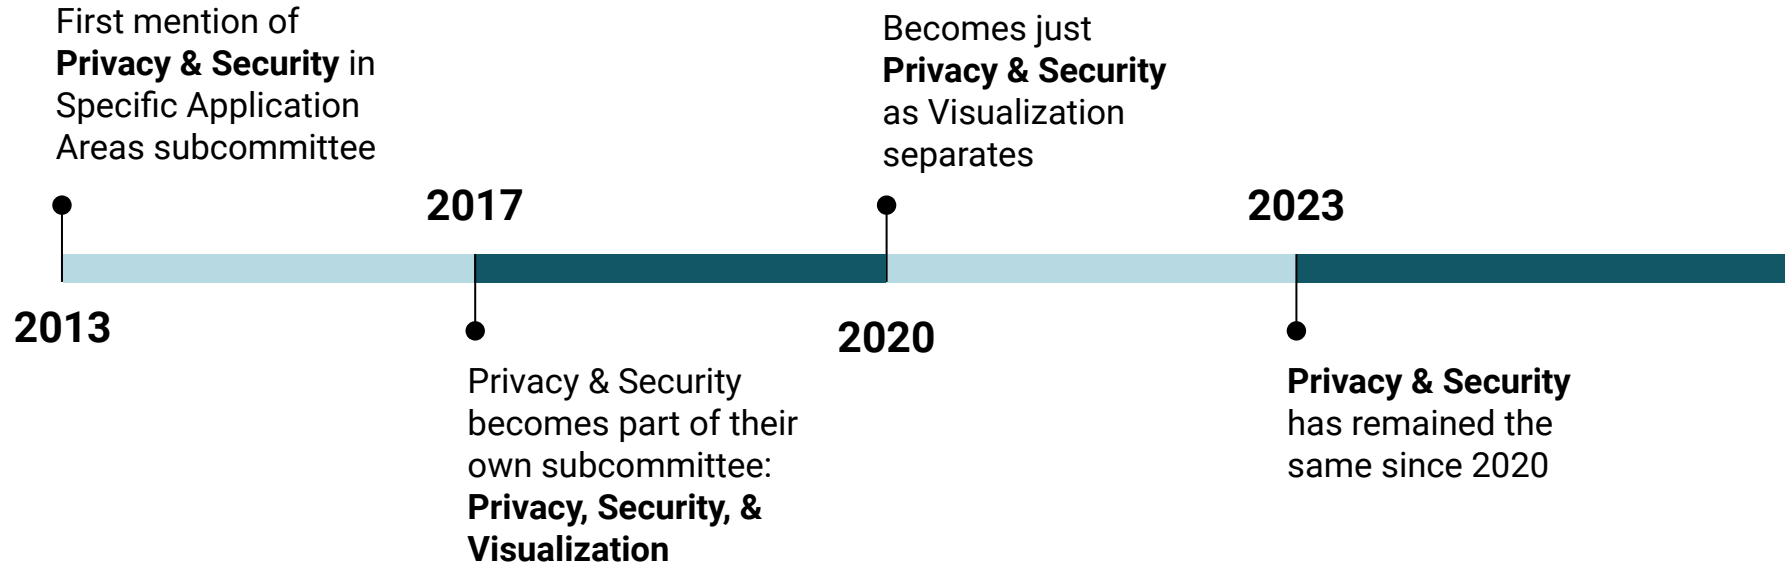 First mention of
Privacy & Security in
Specific Application
Areas subcommittee
2013
2017
Privacy & Security
becomes part of their
own subcommittee:
Privacy, Security, &
Visualization
Becomes just
Privacy & Security
as Visualization
separates
2020
2023
Privacy & Security
has remained the
same since 2020